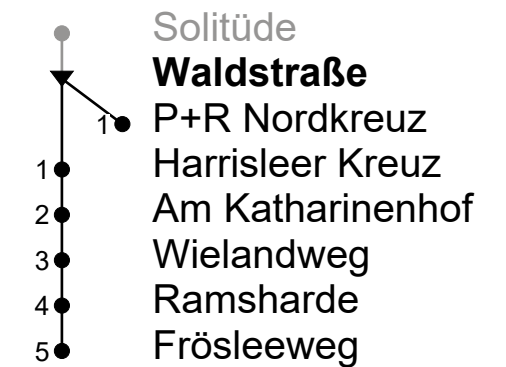 Solitüde
Waldstraße
1 P+R Nordkreuz
1 Harrisleer Kreuz
2 Am Katharinenhof
3 Wielandweg
4 Ramsharde
5 Frösleeweg